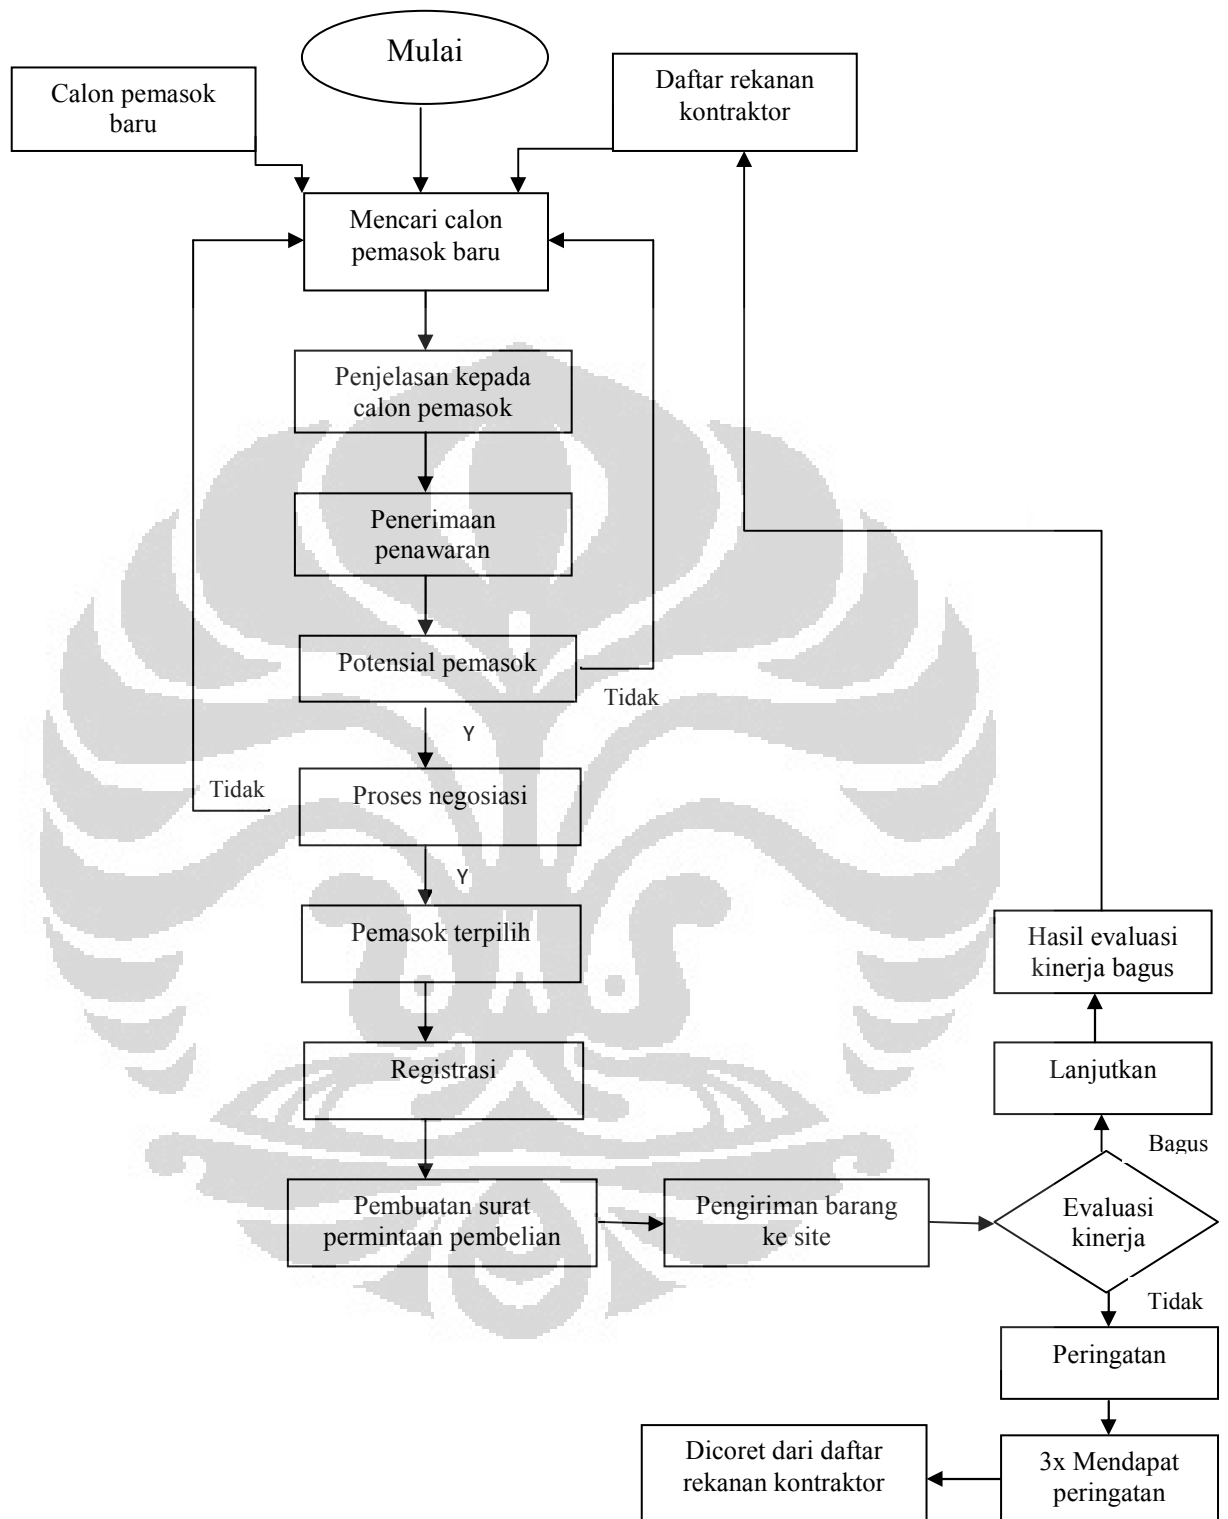 Mulai
Calon pemasok
baru
Daftar rekanan
kontraktor
Mencari calon
pemasok baru
Penjelasan kepada
calon pemasok
Penerimaan
penawaran
Potensial pemasok
Tidak
Y
Tidak
Proses negosiasi
Y
Pemasok terpilih
Hasil evaluasi
kinerja bagus
Registrasi
Lanjutkan
Bagus
Pembuatan surat
permintaan pembelian
Pengiriman barang
ke site
Evaluasi
kinerja
Tidak
Peringatan
Dicoret dari daftar
rekanan kontraktor
3x Mendapat
peringatan